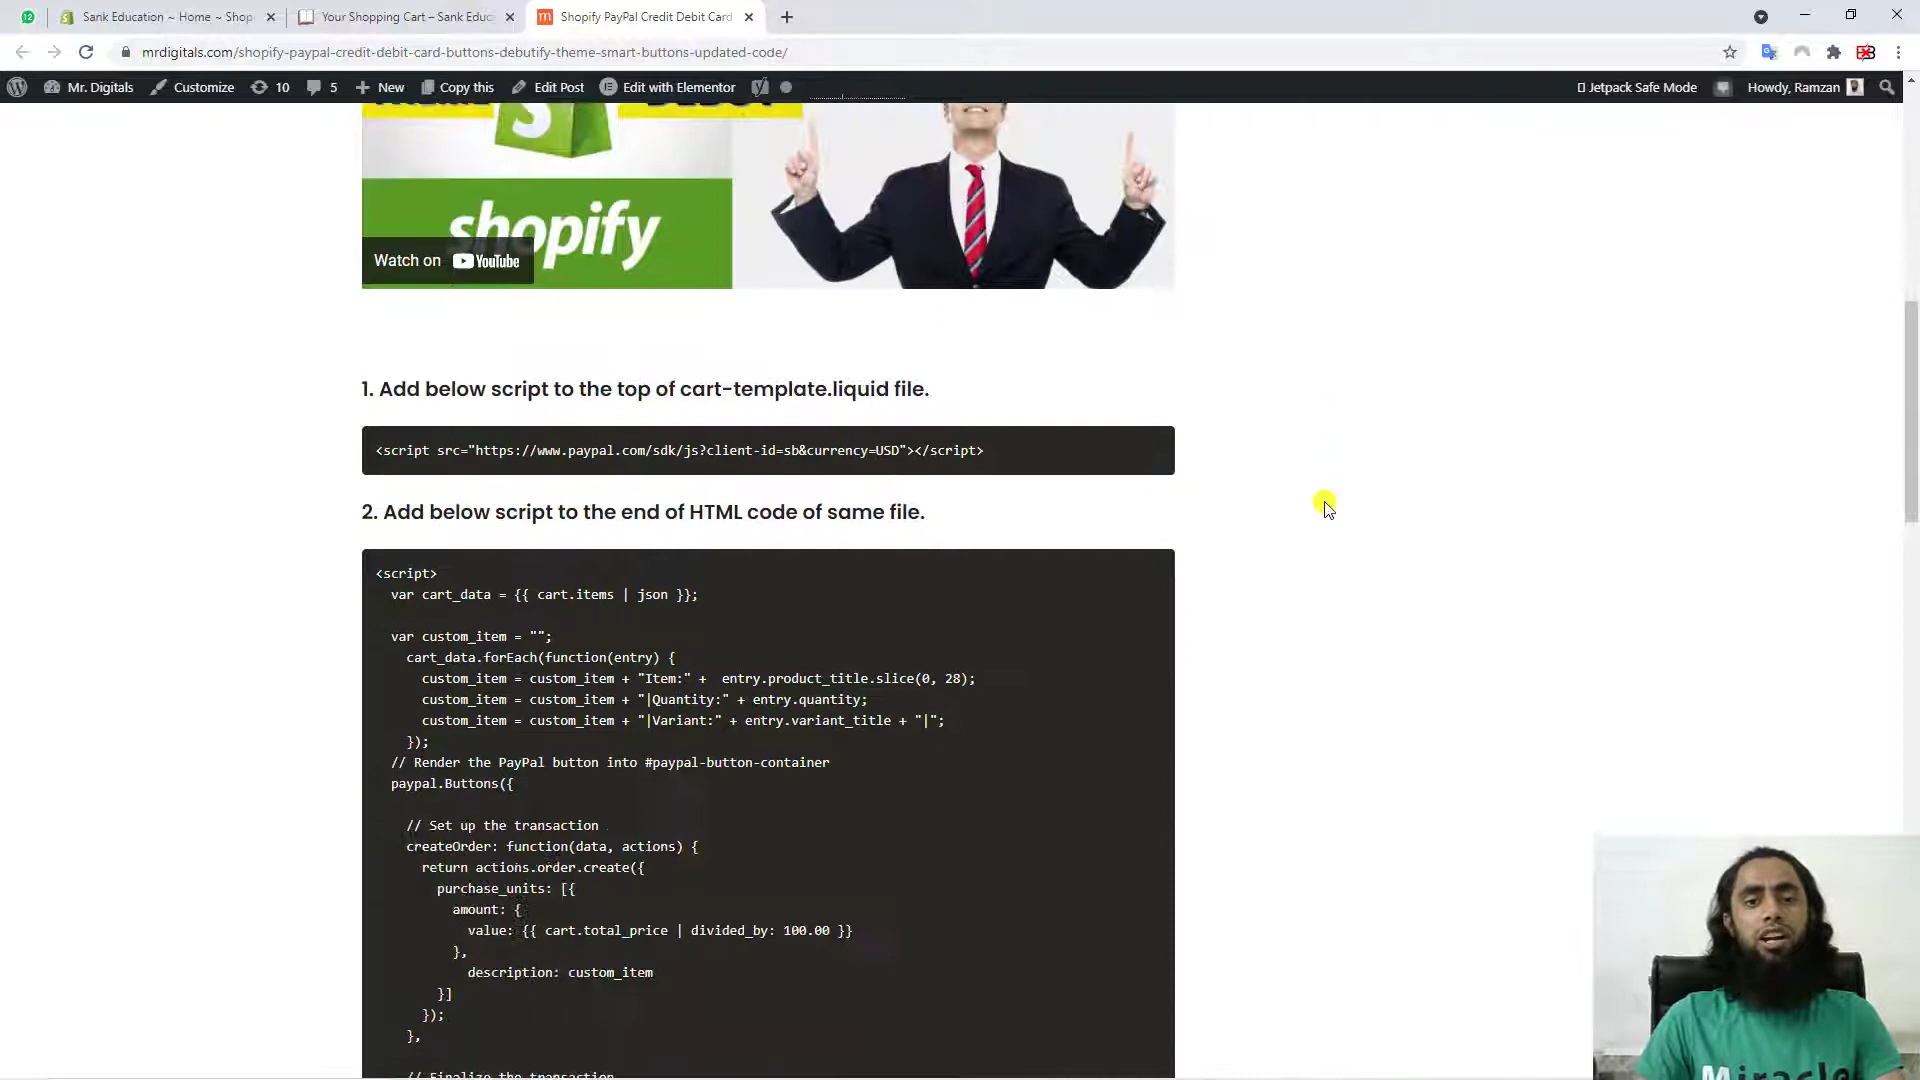 Sank Education ~ Home ~ Shop
Your Shopping Cart – Sank Educ
Shopify PayPal Credit Debit Card
mrdigitals.com/shopify-paypal-credit-debit-card-buttons-debutify-theme-smart-buttons-updated-code/
Mr. Digitals
Customize
10
5
New
Copy this
Edit Post
Edit with Elementor
Jetpack Safe Mode
Howdy, Ramzan
shopify
Watch on YouTube
1. Add below script to the top of cart-template.liquid file.
<script src="https://www.paypal.com/sdk/js?client-id=sb&currency=USD"></script>
2. Add below script to the end of HTML code of same file.
<script>
var cart_data = {{ cart.items | json }};
var custom_item = "";
cart_data.forEach(function(entry) {
custom_item = custom_item + "Item:" +  entry.product_title.slice(0, 28);
custom_item = custom_item + "|Quantity:" + entry.quantity;
custom_item = custom_item + "|Variant:" + entry.variant_title + "|";
});
// Render the PayPal button into #paypal-button-container
paypal.Buttons({
// Set up the transaction
createOrder: function(data, actions) {
return actions.order.create({
purchase_units: [{
amount: {
value: {{ cart.total_price | divided_by: 100.00 }}
},
description: custom_item
}]
});
},
// Finalize the transaction
Miracle